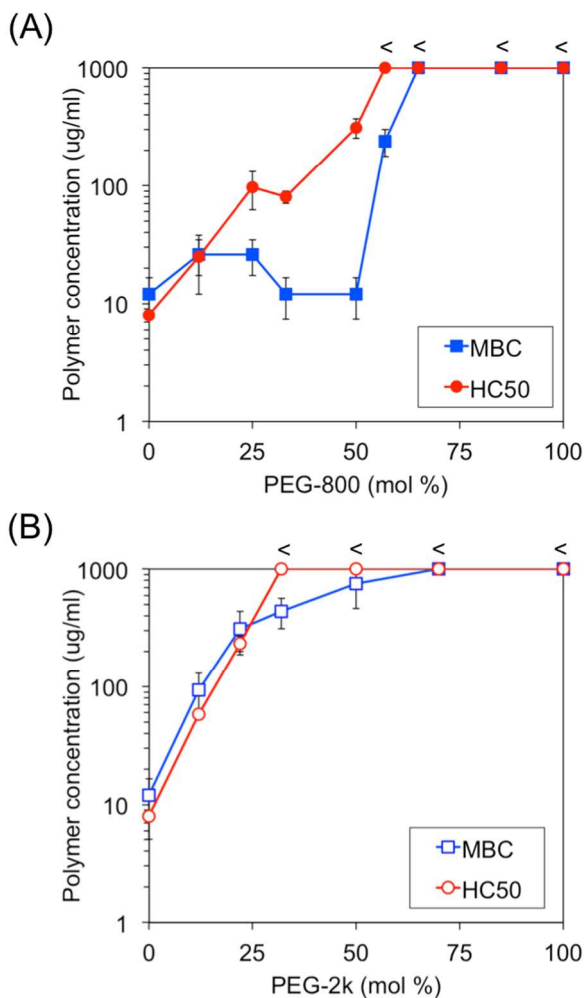 (A)
< < < <
1000
100
10
1
Polymer concentration (ug/ml)
MBC
HC50
0 25 50 75 100
PEG-800 (mol %)
(B)
< < < <
1000
100
10
1
Polymer concentration (ug/ml)
MBC
HC50
0 25 50 75 100
PEG-2k (mol %)